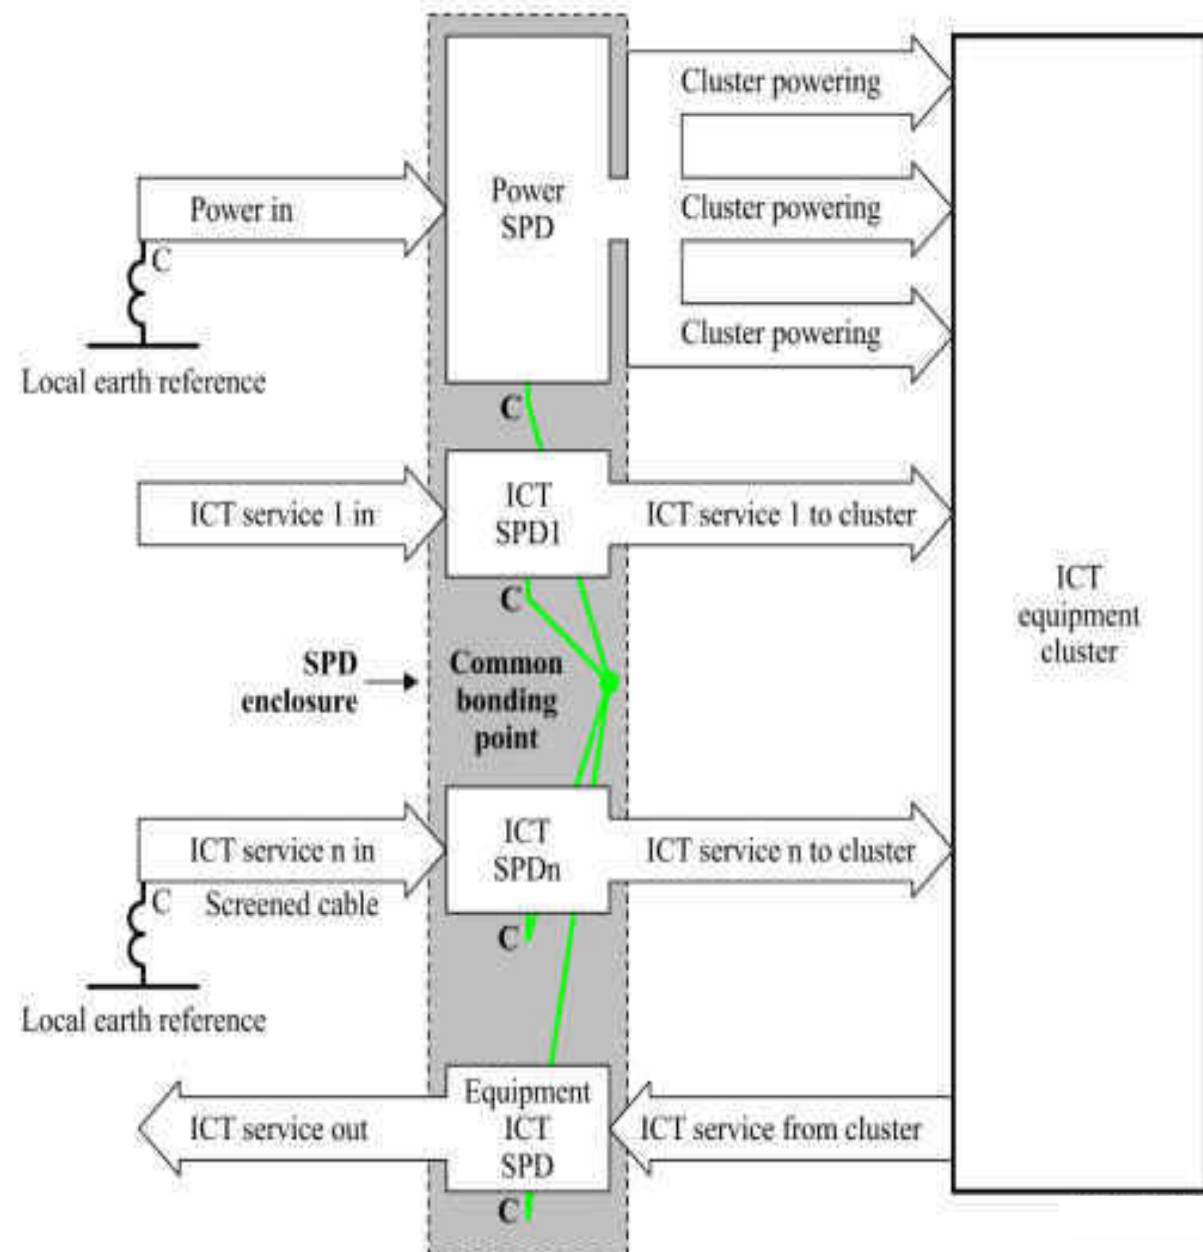 Cluster powering
Power in
Power
SPD
Cluster powering
C
Cluster powering
Local earth reference
C
ICT service 1 in
ICT
SPD1
ICT service 1 to cluster
C
ICT
equipment
cluster
SPD
enclosure
Common
bonding
point
ICT service n in
ICT
SPDn
ICT service n to cluster
C
Screened cable
C
Local earth reference
ICT service out
Equipment
ICT
SPD
ICT service from cluster
C